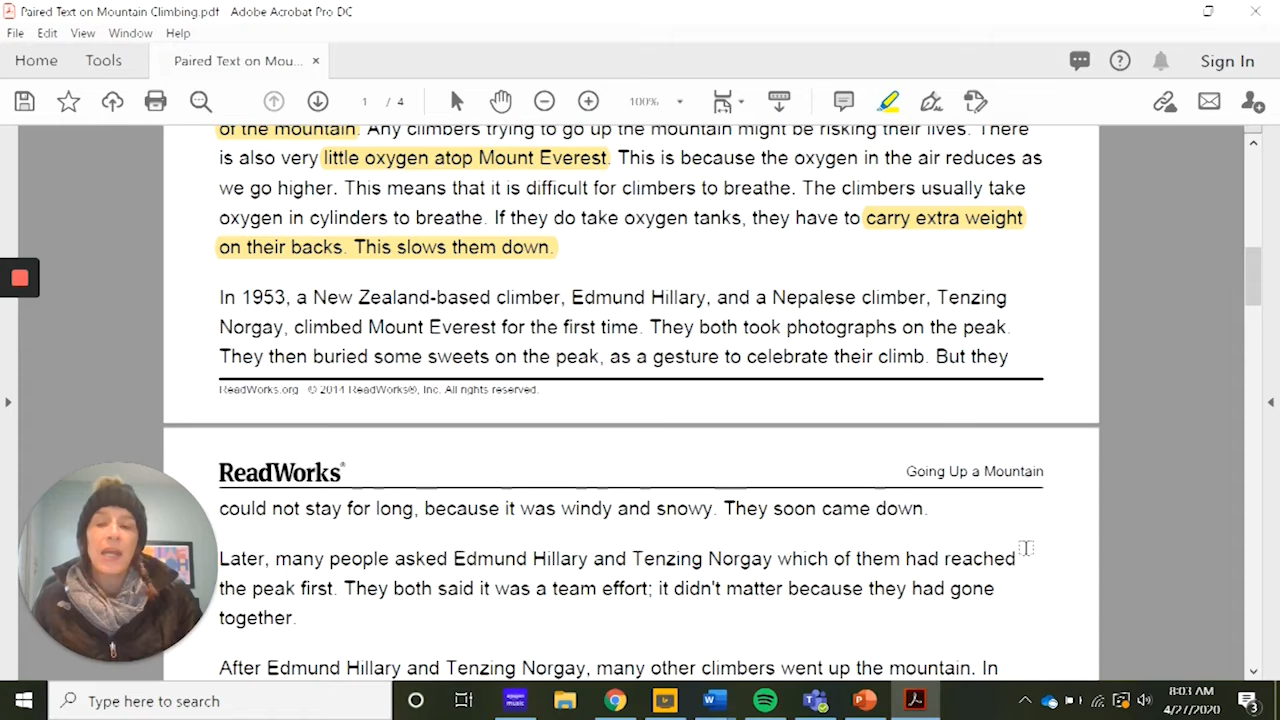 Paired Text on Mountain Climbing.pdf - Adobe Acrobat Pro DC
File Edit View Window Help
Home Tools Paired Text on Mou... × Sign In
1 / 4 100%
of the mountain. Any climbers trying to go up the mountain might be risking their lives. There
is also very little oxygen atop Mount Everest. This is because the oxygen in the air reduces as
we go higher. This means that it is difficult for climbers to breathe. The climbers usually take
oxygen in cylinders to breathe. If they do take oxygen tanks, they have to carry extra weight
on their backs. This slows them down.
In 1953, a New Zealand-based climber, Edmund Hillary, and a Nepalese climber, Tenzing
Norgay, climbed Mount Everest for the first time. They both took photographs on the peak.
They then buried some sweets on the peak, as a gesture to celebrate their climb. But they
ReadWorks.org © 2014 ReadWorks®, Inc. All rights reserved.
ReadWorks® Going Up a Mountain
could not stay for long, because it was windy and snowy. They soon came down.
Later, many people asked Edmund Hillary and Tenzing Norgay which of them had reached
the peak first. They both said it was a team effort; it didn't matter because they had gone
together.
After Edmund Hillary and Tenzing Norgay, many other climbers went up the mountain. In
Type here to search
amazon music
8:03 AM
4/27/2020
3